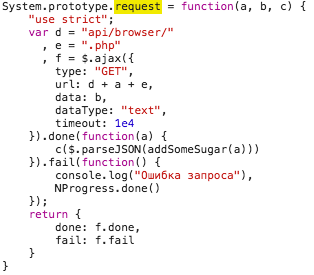 System.prototype.request = function(a, b, c) {
    "use strict";
    var d = "api/browser/"
      , e = ".php"
      , f = $.ajax({
        type: "GET",
        url: d + a + e,
        data: b,
        dataType: "text",
        timeout: 1e4
    }).done(function(a) {
        c($.parseJSON(addSomeSugar(a)))
    }).fail(function() {
        console.log("Ошибка запроса"),
        NProgress.done()
    });
    return {
        done: f.done,
        fail: f.fail
    }
}